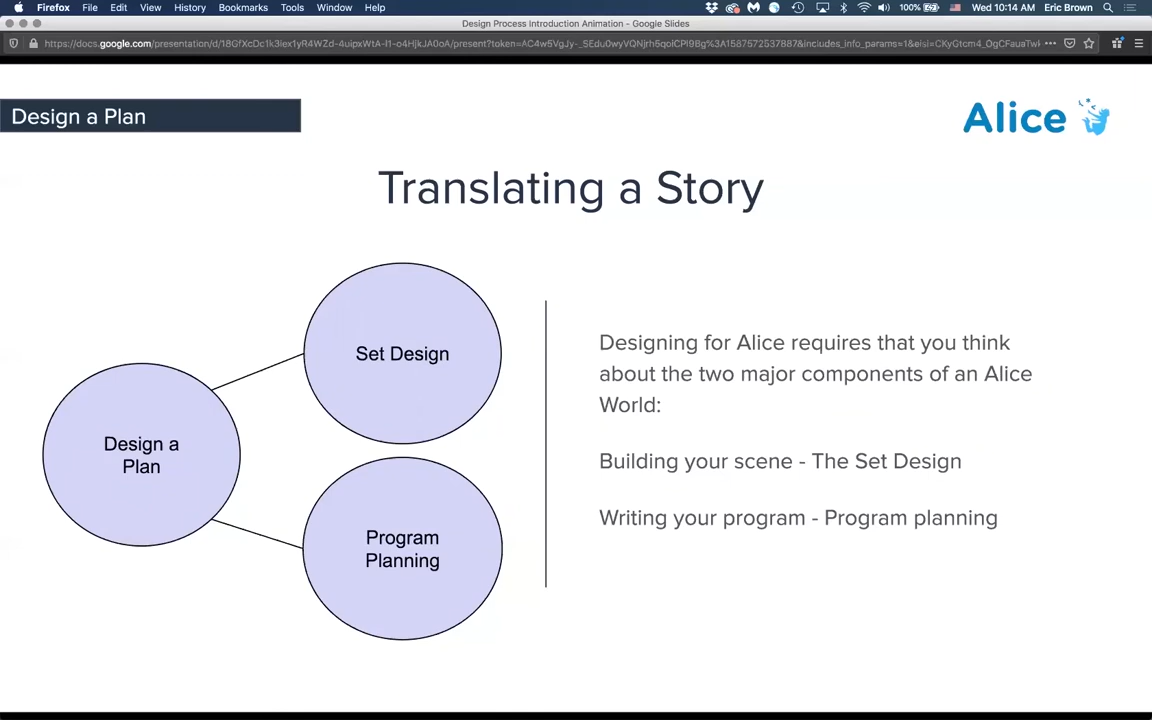 Firefox File Edit View History Bookmarks Tools Window Help 100% Wed 10:14 AM Eric Brown
Design Process Introduction Animation - Google Slides
Design a Plan
Alice
Translating a Story
Set Design
Design a
Plan
Program
Planning
Designing for Alice requires that you think
about the two major components of an Alice
World:
Building your scene - The Set Design
Writing your program - Program planning